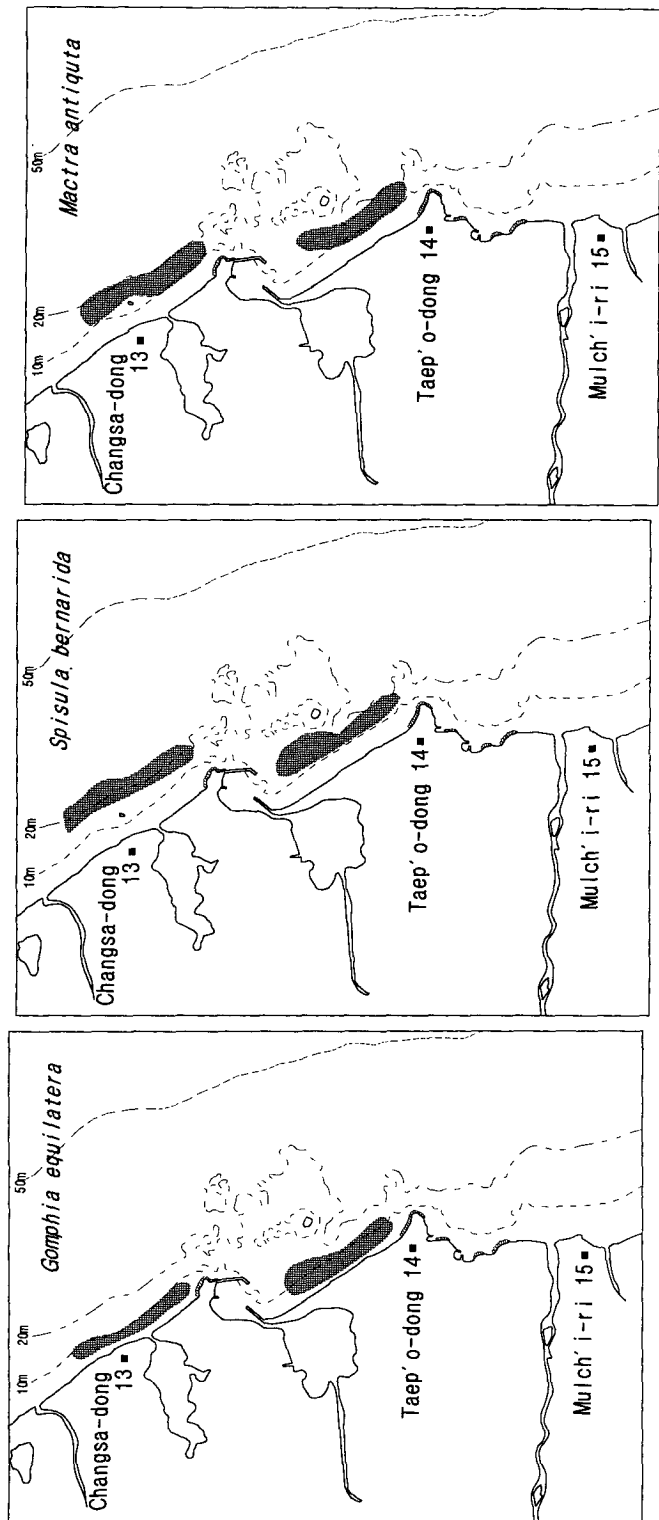 Gomphia equilatera
10m
20m
50m
Changsa-dong
13
Taep' o-dong 14
Mulch' i-ri 15
Spisula bernarida
10m
20m
50m
Changsa-dong
13
Taep' o-dong 14
Mulch' i-ri 15
Mactra antiquta
10m
20m
50m
Changsa-dong
13
Taep' o-dong 14
Mulch' i-ri 15